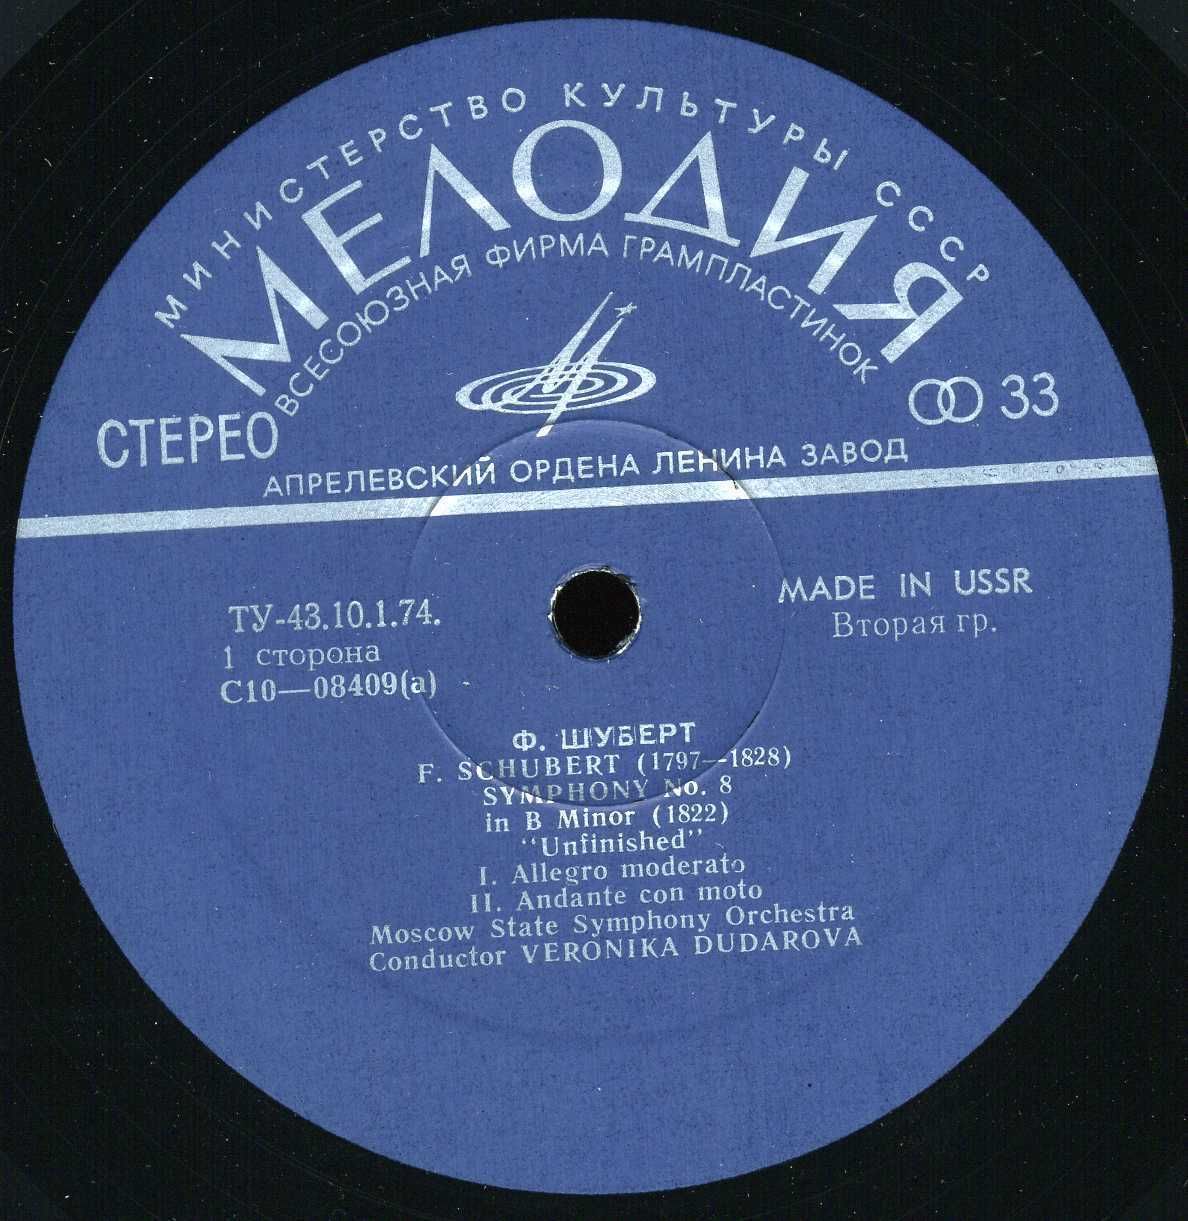 МИНИСТЕРСТВО КУЛЬТУРЫ СССР
МЕЛОДИЯ
ВСЕСОЮЗНАЯ ФИРМА ГРАМПЛАСТИНОК
СТЕРЕО
33
АПРЕЛЕВСКИЙ ОРДЕНА ЛЕНИНА ЗАВОД
MADE IN USSR
Вторая гр.
ТУ-43.10.1.74.
1 сторона
С10—08409(а)
Ф. ШУБЕРТ
F. SCHUBERT (1797—1828)
SYMPHONY No. 8
in B Minor (1822)
“Unfinished”
I. Allegro moderato
II. Andante con moto
Moscow State Symphony Orchestra
Conductor VERONIKA DUDAROVA